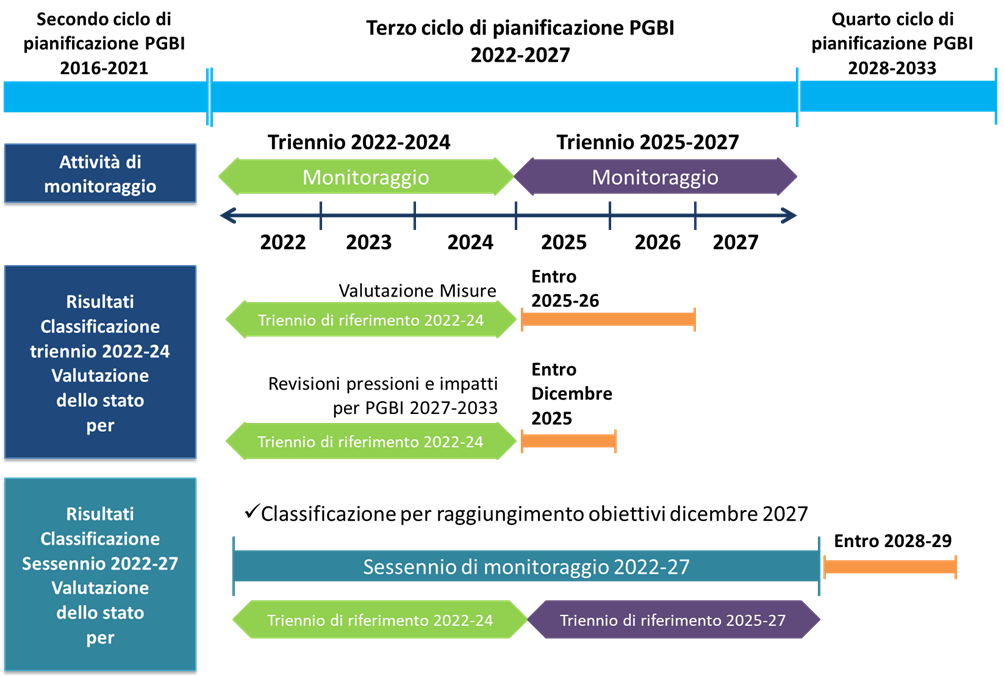 Secondo ciclo di
pianificazione PGBI
2016-2021
Terzo ciclo di pianificazione PGBI
2022-2027
Quarto ciclo di
pianificazione PGBI
2028-2033
Attività di
monitoraggio
Triennio 2022-2024
Triennio 2025-2027
Monitoraggio
Monitoraggio
2022
2023
2024
2025
2026
2027
Risultati
Classificazione
triennio 2022-24
Valutazione
dello stato
per
Valutazione Misure
Triennio di riferimento 2022-24
Entro
2025-26
Revisioni pressioni e impatti
per PGBI 2027-2033
Triennio di riferimento 2022-24
Entro
Dicembre
2025
Risultati
Classificazione
Sessennio 2022-27
Valutazione
dello stato
per
✓Classificazione per raggiungimento obiettivi dicembre 2027
Sessennio di monitoraggio 2022-27
Entro 2028-29
Triennio di riferimento 2022-24
Triennio di riferimento 2025-27